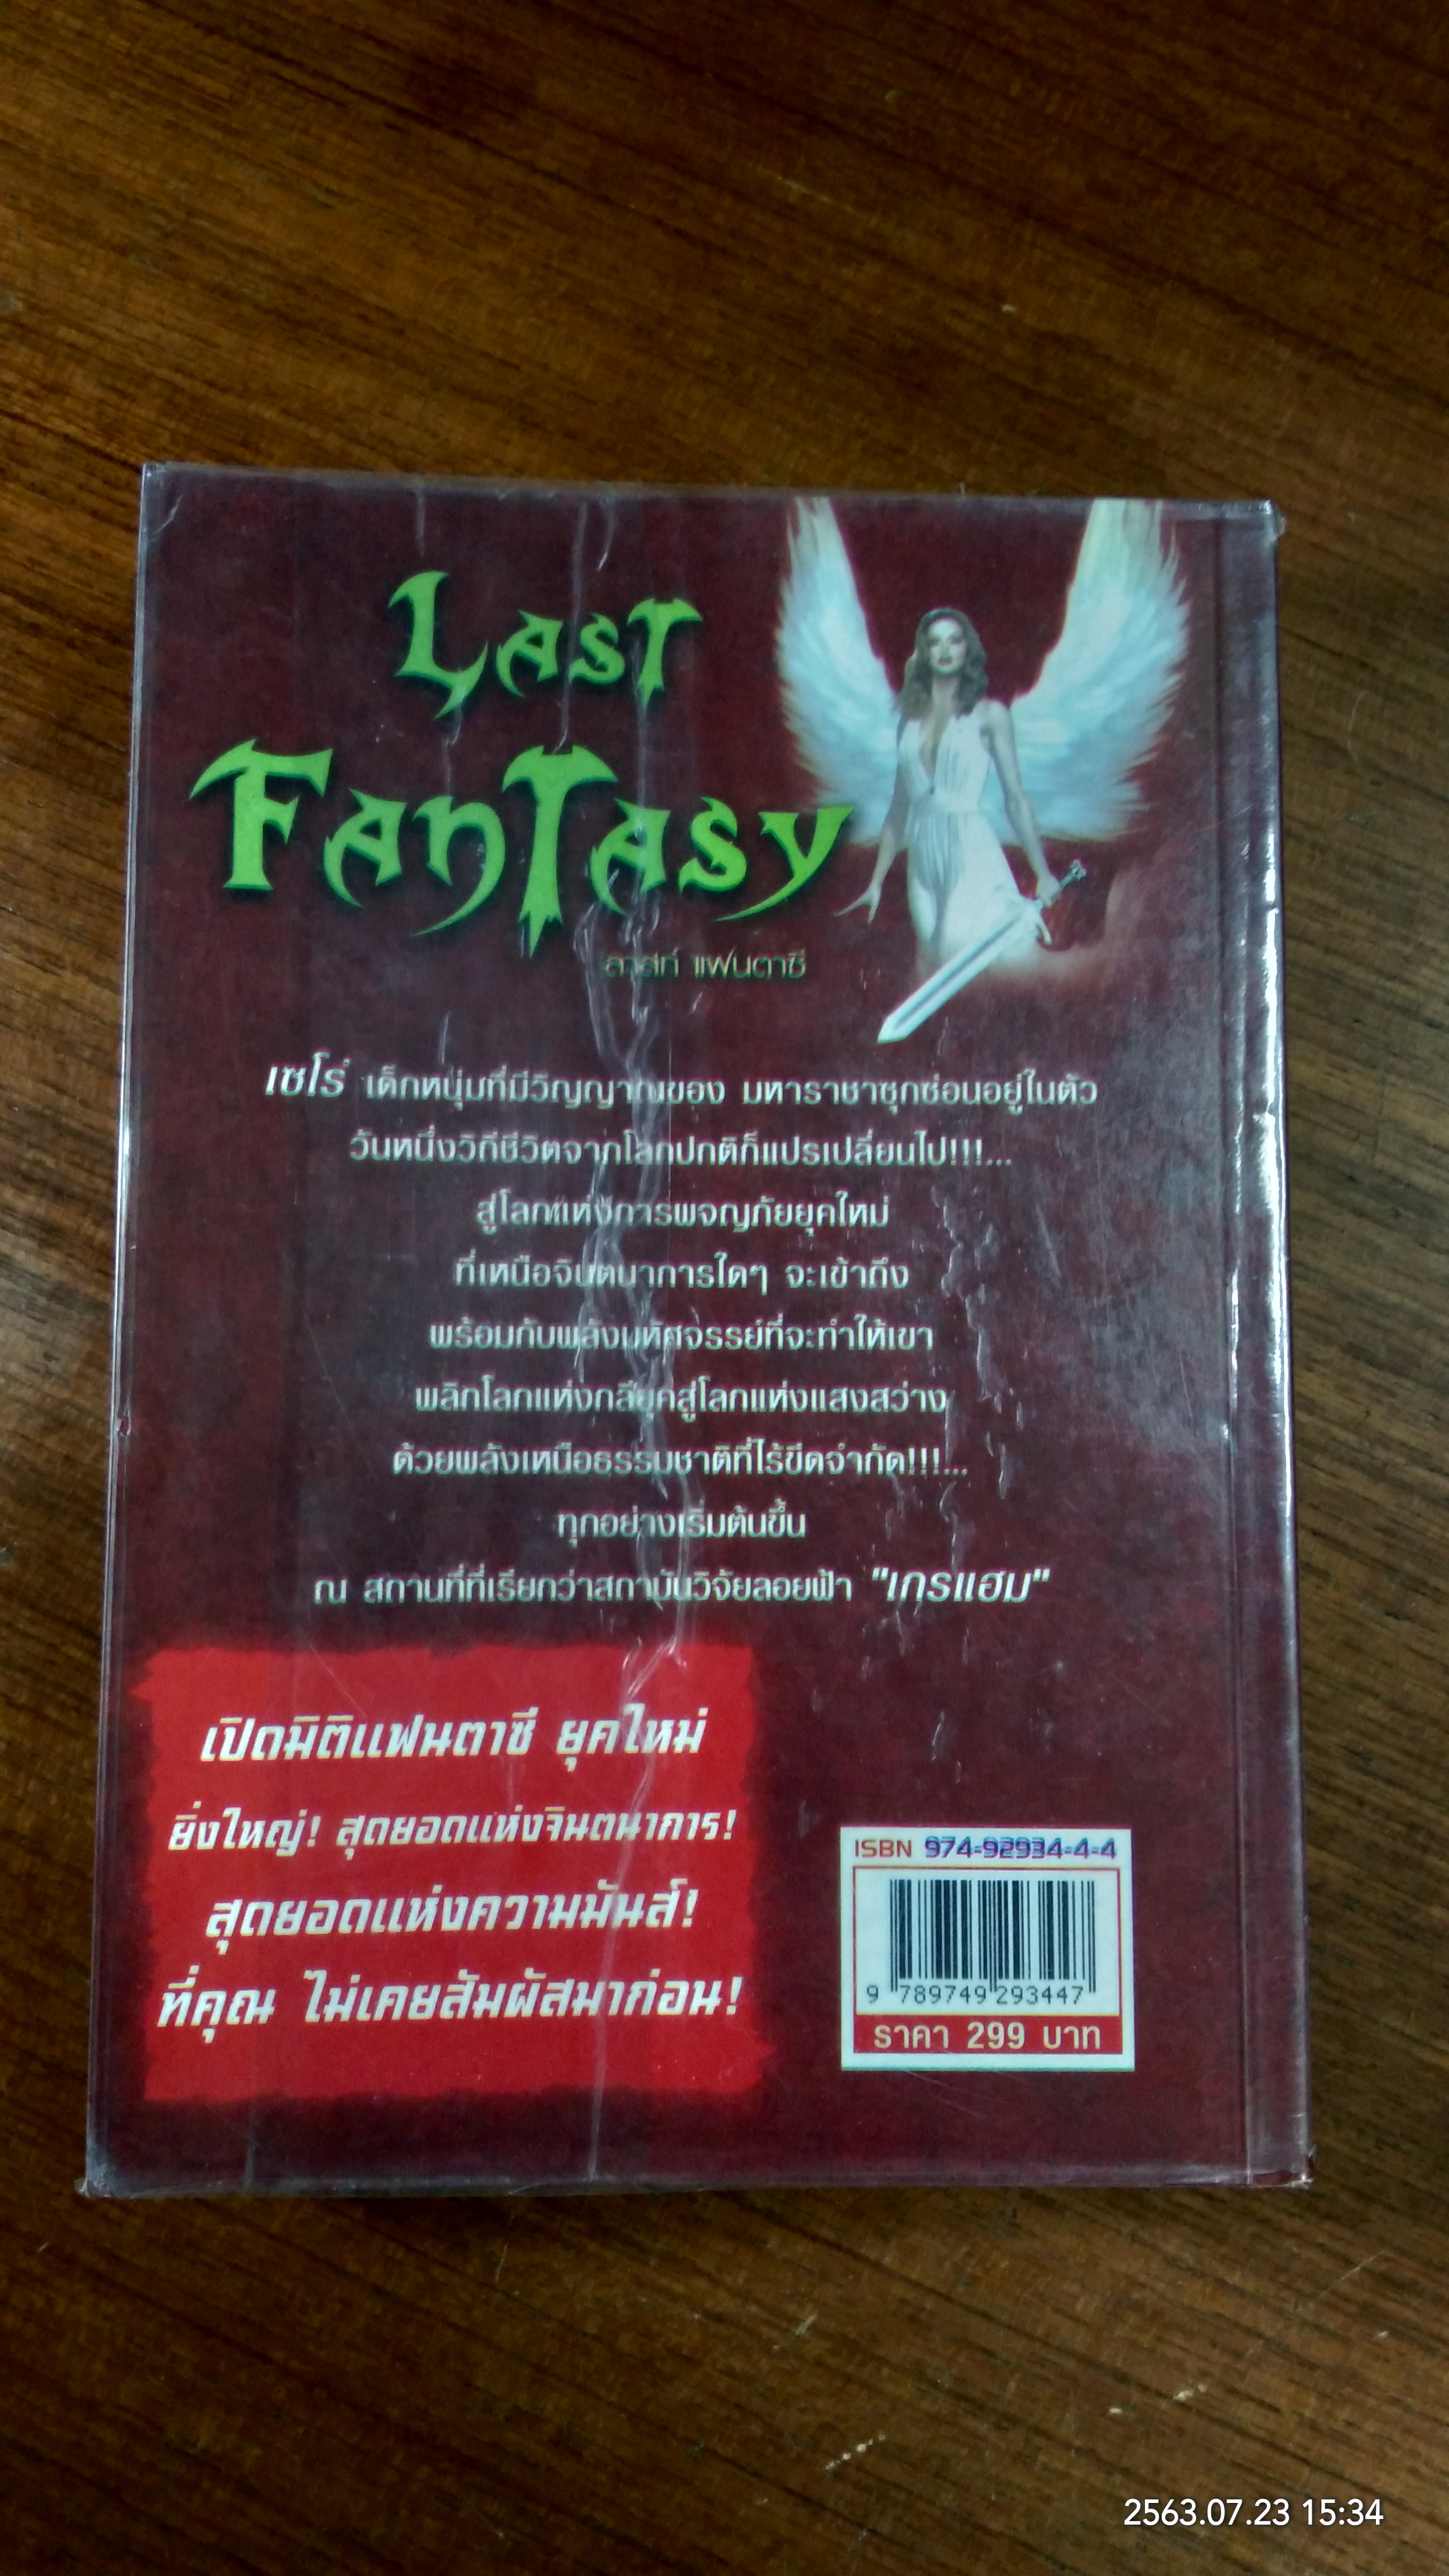 Last
Fantasy
ลาสท์ แฟนตาซี
เซโร่ เด็กหนุ่มที่มีวิญญาณของ มหาราชาซุกซ่อนอยู่ในตัว
วันหนึ่งวิถีชีวิตจากโลกปกติก็แปรเปลี่ยนไป!!!...
สู่โลกแห่งการผจญภัยยุคใหม่
ที่เหนือจินตนาการใดๆ จะเข้าถึง
พร้อมกับพลังมหัศจรรย์ที่จะทำให้เขา
พลิกโลกแห่งกลียุคสู่โลกแห่งแสงสว่าง
ด้วยพลังเหนือธรรมชาติที่ไร้ขีดจำกัด!!!...
ทุกอย่างเริ่มต้นขึ้น
ณ สถานที่ที่เรียกว่าสถาบันวิจัยลอยฟ้า "เกรแฮม"
เปิดมิติแฟนตาซี ยุคใหม่
ยิ่งใหญ่! สุดยอดแห่งจินตนาการ!
สุดยอดแห่งความมันส์!
ที่คุณ ไม่เคยสัมผัสมาก่อน!
ISBN 974-92934-4-4
9 789749 293447
ราคา 299 บาท
2563.07.23 15:34